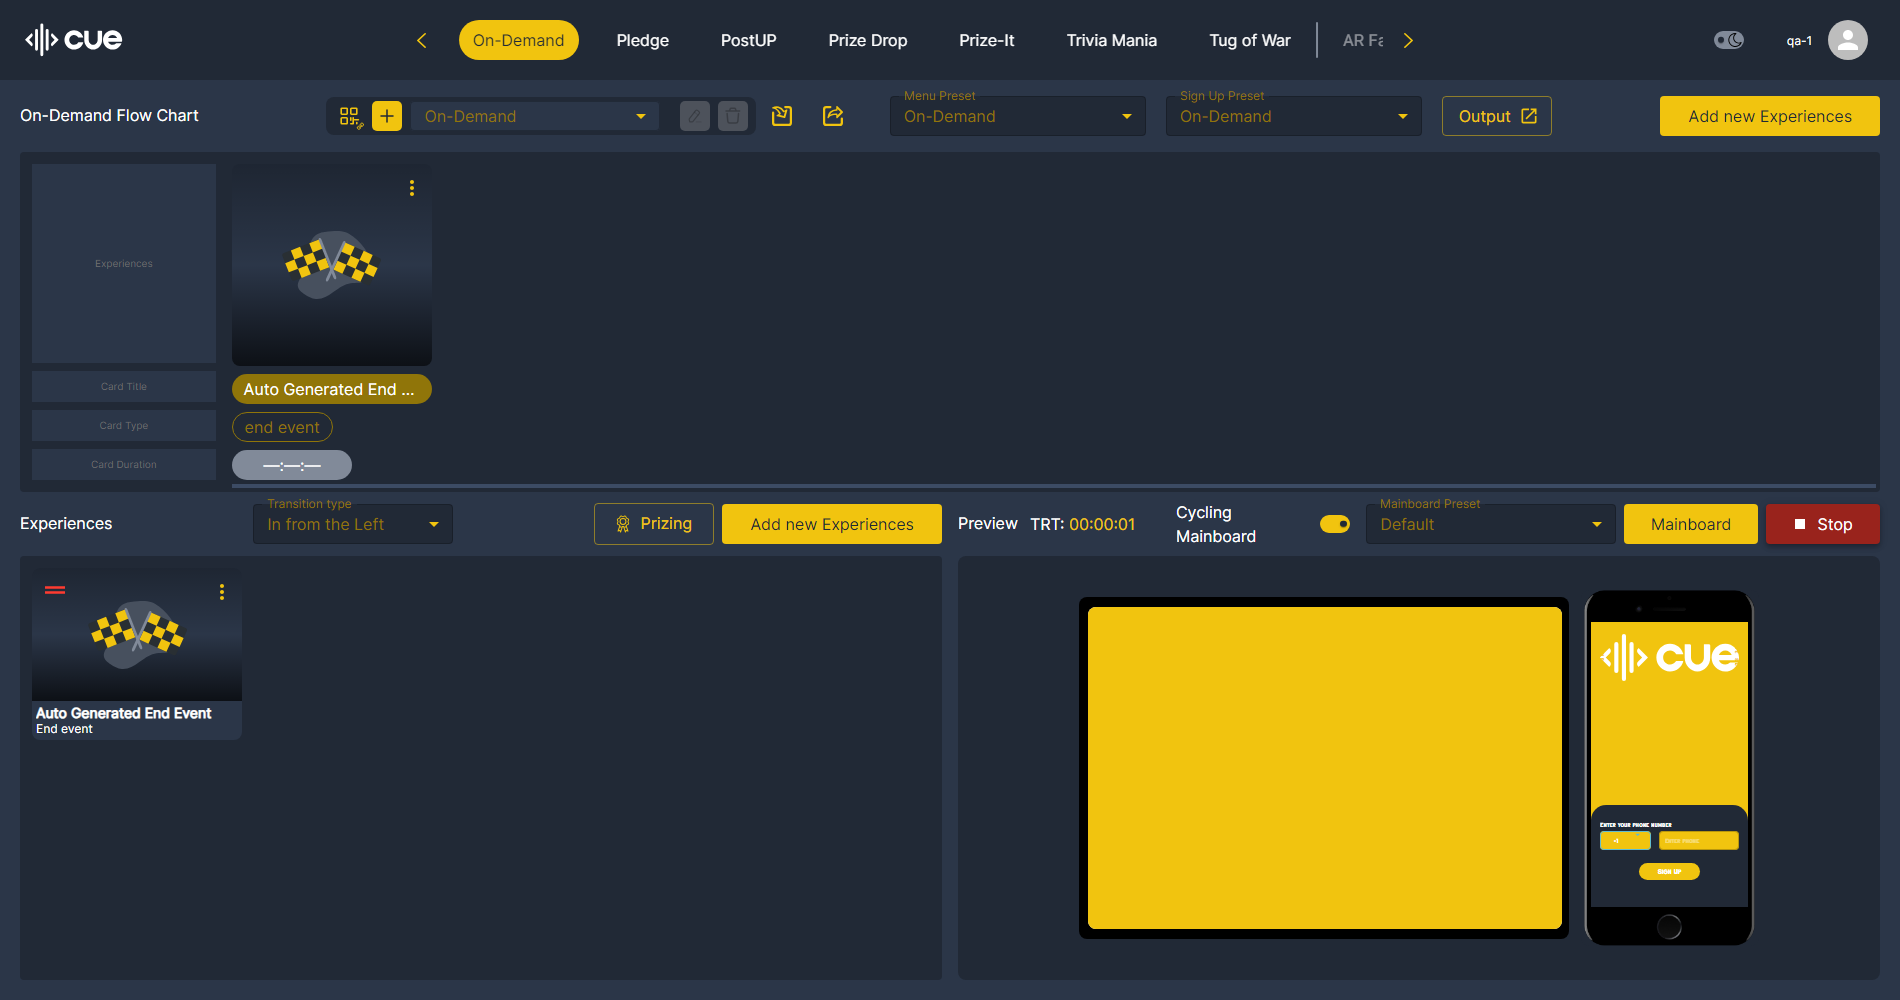 cue
On-Demand
Pledge
PostUP
Prize Drop
Prize-It
Trivia Mania
Tug of War
AR Fa
qa-1
On-Demand Flow Chart
On-Demand
Menu Preset
On-Demand
Sign Up Preset
On-Demand
Output
Add new Experiences
Experiences
Card Title
Card Type
Card Duration
Auto Generated End ...
end event
—:—:—
Experiences
Transition type
In from the Left
Prizing
Add new Experiences
Preview
TRT: 00:00:01
Cycling
Mainboard
Mainboard Preset
Default
Mainboard
Stop
Auto Generated End Event
End event
cue
Enter your phone number
+1
Enter phone
Sign up